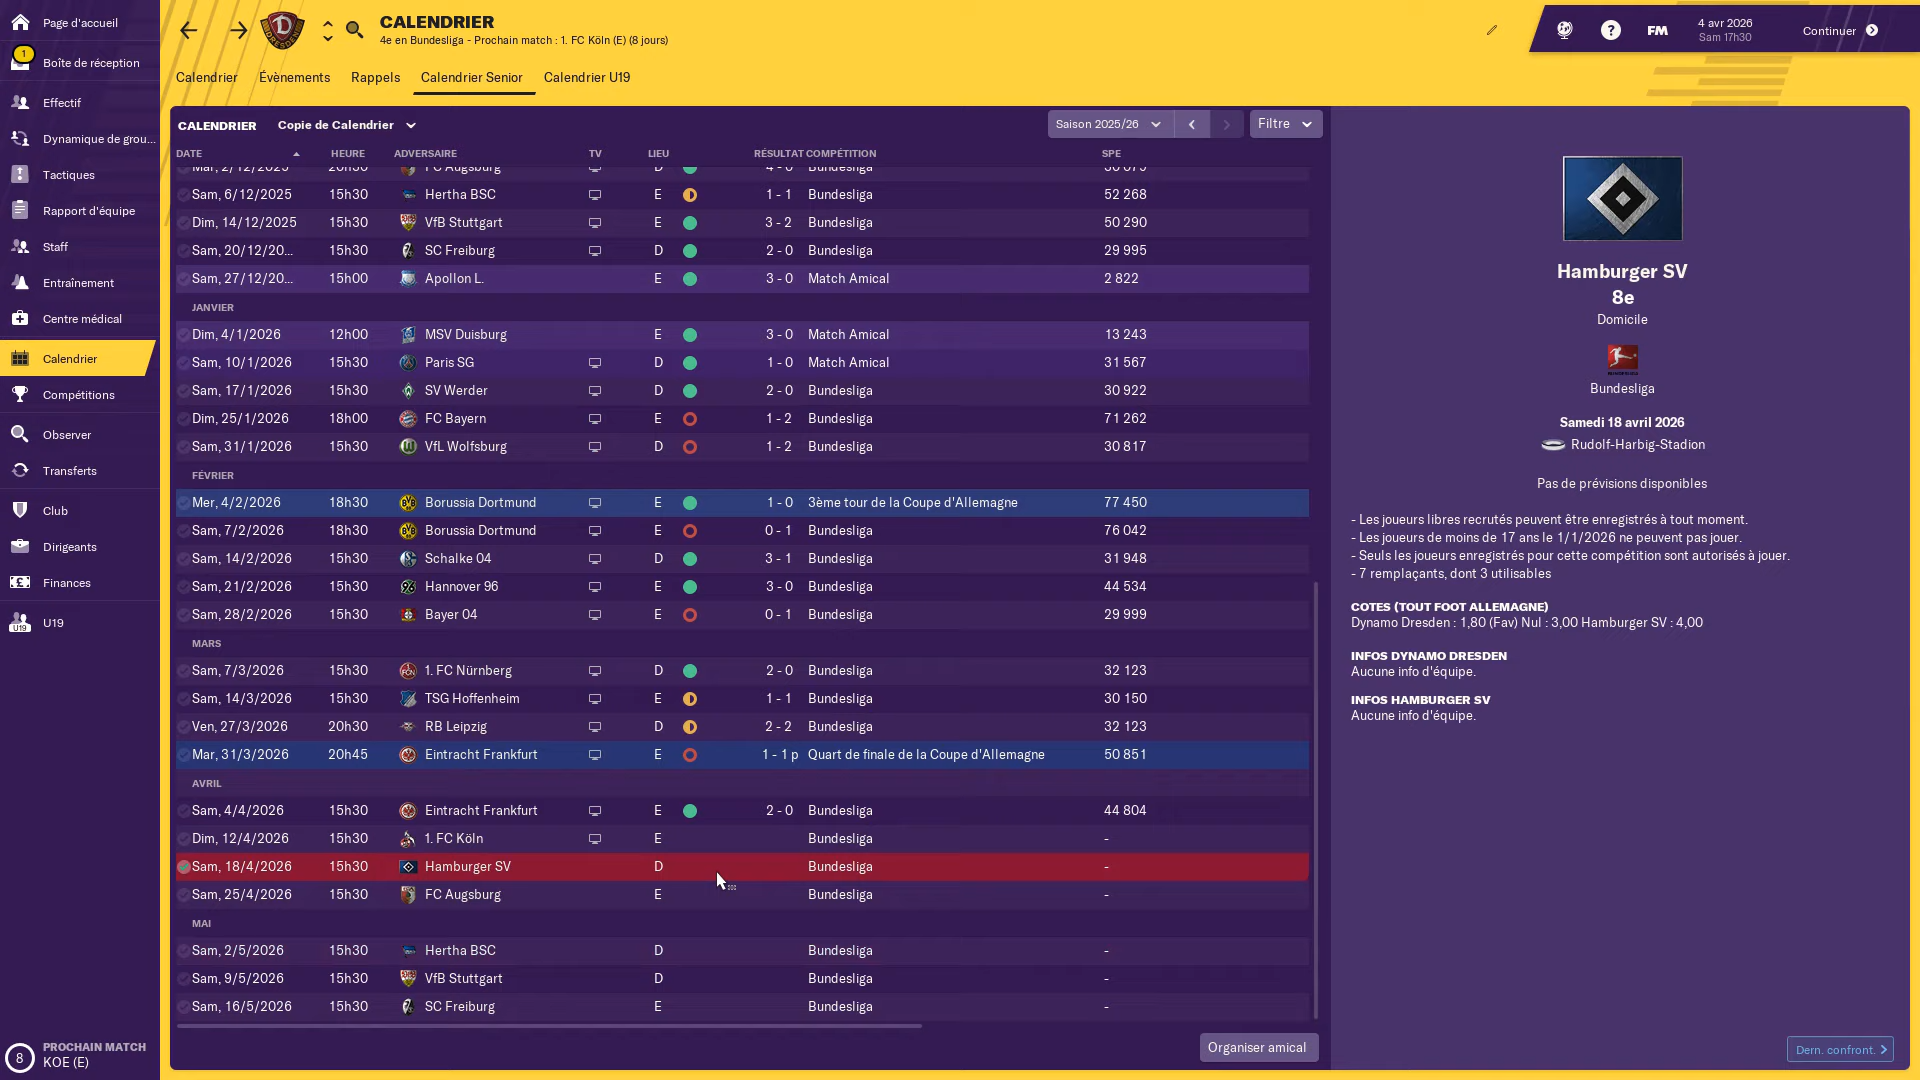 Page d'accueil
1
Boîte de réception
Effectif
Dynamique de grou...
Tactiques
Rapport d'équipe
Staff
Entraînement
Centre médical
Calendrier
Compétitions
Observer
Transferts
Club
Dirigeants
Finances
U19
U19
8
PROCHAIN MATCH
KOE (E)
CALENDRIER
4e en Bundesliga - Prochain match : 1. FC Köln (E) (8 jours)
FM
4 avr 2026
Sam 17h30
Continuer
Calendrier Évènements Rappels Calendrier Senior Calendrier U19
CALENDRIER Copie de Calendrier Saison 2025/26 Filtre
DATE HEURE ADVERSAIRE TV LIEU RÉSULTAT COMPÉTITION SPE
Mar, 2/12/2025 20h30 FC Augsburg D 4 - 0 Bundesliga 30 079
Sam, 6/12/2025 15h30 Hertha BSC E 1 - 1 Bundesliga 52 268
Dim, 14/12/2025 15h30 VfB Stuttgart E 3 - 2 Bundesliga 50 290
Sam, 20/12/20... 15h30 SC Freiburg D 2 - 0 Bundesliga 29 995
Sam, 27/12/20... 15h00 Apollon L. E 3 - 0 Match Amical 2 822
JANVIER
Dim, 4/1/2026 12h00 MSV Duisburg E 3 - 0 Match Amical 13 243
Sam, 10/1/2026 15h30 Paris SG D 1 - 0 Match Amical 31 567
Sam, 17/1/2026 15h30 SV Werder D 2 - 0 Bundesliga 30 922
Dim, 25/1/2026 18h00 FC Bayern E 1 - 2 Bundesliga 71 262
Sam, 31/1/2026 15h30 VfL Wolfsburg D 1 - 2 Bundesliga 30 817
FÉVRIER
Mer, 4/2/2026 18h30 Borussia Dortmund E 1 - 0 3ème tour de la Coupe d'Allemagne 77 450
Sam, 7/2/2026 18h30 Borussia Dortmund E 0 - 1 Bundesliga 76 042
Sam, 14/2/2026 15h30 Schalke 04 D 3 - 1 Bundesliga 31 948
Sam, 21/2/2026 15h30 Hannover 96 E 3 - 0 Bundesliga 44 534
Sam, 28/2/2026 15h30 Bayer 04 E 0 - 1 Bundesliga 29 999
MARS
Sam, 7/3/2026 15h30 1. FC Nürnberg D 2 - 0 Bundesliga 32 123
Sam, 14/3/2026 15h30 TSG Hoffenheim E 1 - 1 Bundesliga 30 150
Ven, 27/3/2026 20h30 RB Leipzig D 2 - 2 Bundesliga 32 123
Mar, 31/3/2026 20h45 Eintracht Frankfurt E 1 - 1 p Quart de finale de la Coupe d'Allemagne 50 851
AVRIL
Sam, 4/4/2026 15h30 Eintracht Frankfurt E 2 - 0 Bundesliga 44 804
Dim, 12/4/2026 15h30 1. FC Köln E Bundesliga -
Sam, 18/4/2026 15h30 Hamburger SV D Bundesliga -
Sam, 25/4/2026 15h30 FC Augsburg E Bundesliga -
MAI
Sam, 2/5/2026 15h30 Hertha BSC D Bundesliga -
Sam, 9/5/2026 15h30 VfB Stuttgart D Bundesliga -
Sam, 16/5/2026 15h30 SC Freiburg E Bundesliga -
Organiser amical
Hamburger SV
8e
Domicile
Bundesliga
Samedi 18 avril 2026
Rudolf-Harbig-Stadion
Pas de prévisions disponibles
- Les joueurs libres recrutés peuvent être enregistrés à tout moment.
- Les joueurs de moins de 17 ans le 1/1/2026 ne peuvent pas jouer.
- Seuls les joueurs enregistrés pour cette compétition sont autorisés à jouer.
- 7 remplaçants, dont 3 utilisables
COTES (TOUT FOOT ALLEMAGNE)
Dynamo Dresden : 1,80 (Fav) Nul : 3,00 Hamburger SV : 4,00
INFOS DYNAMO DRESDEN
Aucune info d'équipe.
INFOS HAMBURGER SV
Aucune info d'équipe.
Dern. confront.